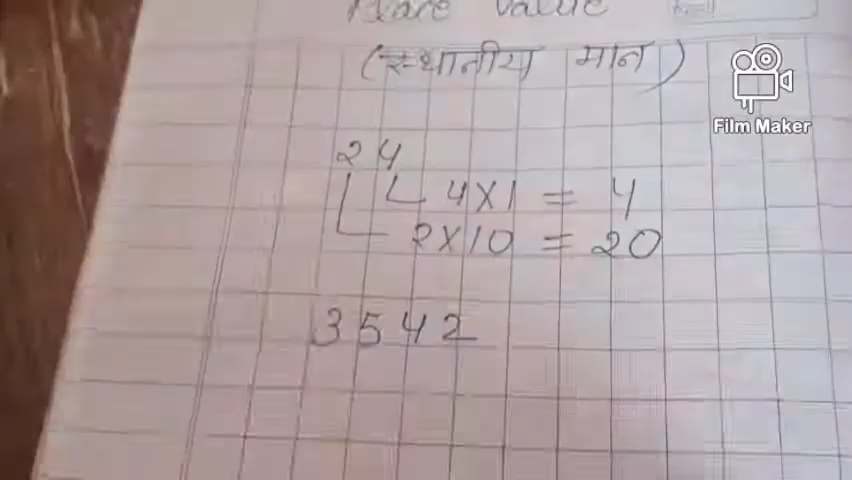 Place Value
(स्थानीय मान)
24
4X1 = 4
2X10 = 20
3542
Film Maker